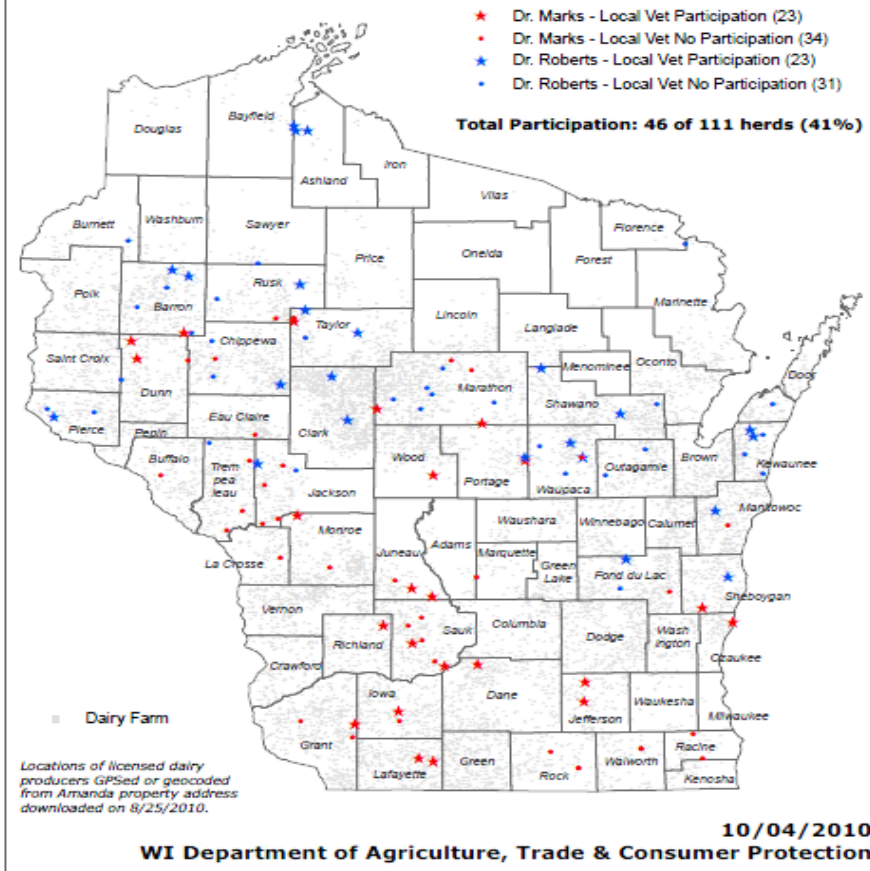 Dr. Marks - Local Vet Participation (23)
Dr. Marks - Local Vet No Participation (34)
Dr. Roberts - Local Vet Participation (23)
Dr. Roberts - Local Vet No Participation (31)
Total Participation: 46 of 111 herds (41%)
Douglas
Bayfield
Ashland
Iron
Vilas
Burnett
Washburn
Sawyer
Price
Oneida
Forest
Florence
Polk
Barron
Rusk
Taylor
Lincoln
Langlade
Marinette
Saint Croix
Chippewa
Dunn
Marathon
Menominee
Oconto
Door
Pierce
Pepin
Eau Claire
Clark
Shawano
Buffalo
Trem
pea
leau
Jackson
Wood
Portage
Waupaca
Outagamie
Brown
Kewaunee
La Crosse
Monroe
Juneau
Adams
Waushara
Marquette
Green
Lake
Winnebago
Calumet
Manitowoc
Fond du Lac
Sheboygan
Vernon
Richland
Sauk
Columbia
Dodge
Wash
ington
Ozaukee
Crawford
Iowa
Dane
Jefferson
Waukesha
Milwaukee
Dairy Farm
Grant
Lafayette
Green
Rock
Walworth
Racine
Kenosha
Locations of licensed dairy
producers GPSed or geocoded
from Amanda property address
downloaded on 8/25/2010.
10/04/2010
WI Department of Agriculture, Trade & Consumer Protection